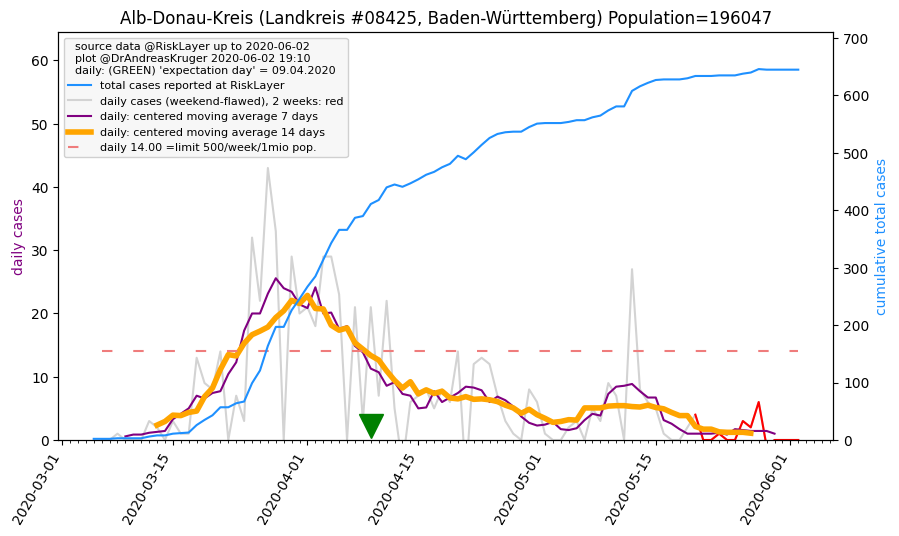 Alb-Donau-Kreis (Landkreis #08425, Baden-Württemberg) Population=196047
source data @RiskLayer up to 2020-06-02
plot @DrAndreasKruger 2020-06-02 19:10
daily: (GREEN) 'expectation day' = 09.04.2020
total cases reported at RiskLayer
daily cases (weekend-flawed), 2 weeks: red
daily: centered moving average 7 days
daily: centered moving average 14 days
daily 14.00 =limit 500/week/1mio pop.
daily cases
60
50
40
30
20
10
0
700
600
500
400
300
200
100
0
cumulative total cases
2020-03-01
2020-03-15
2020-04-01
2020-04-15
2020-05-01
2020-05-15
2020-06-01